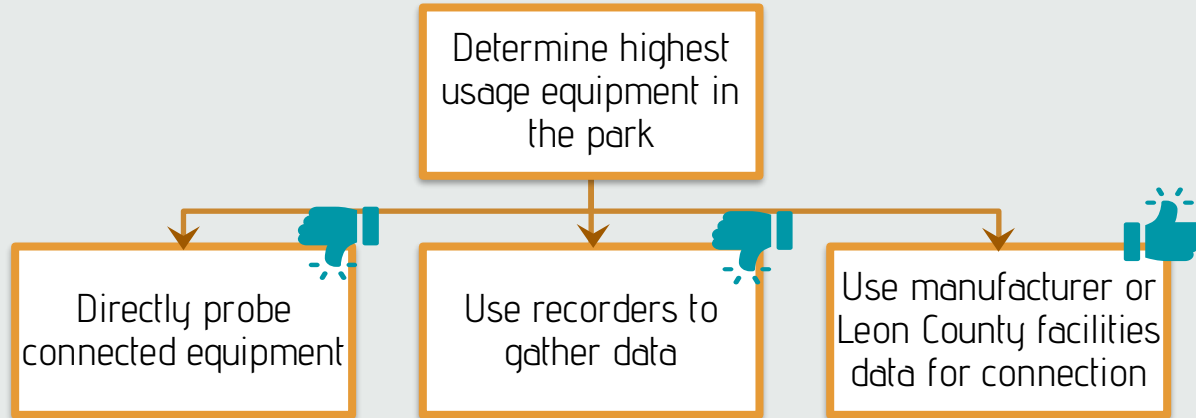 Determine highest
usage equipment in
the park
Directly probe
connected equipment
Use recorders to
gather data
Use manufacturer or
Leon County facilities
data for connection